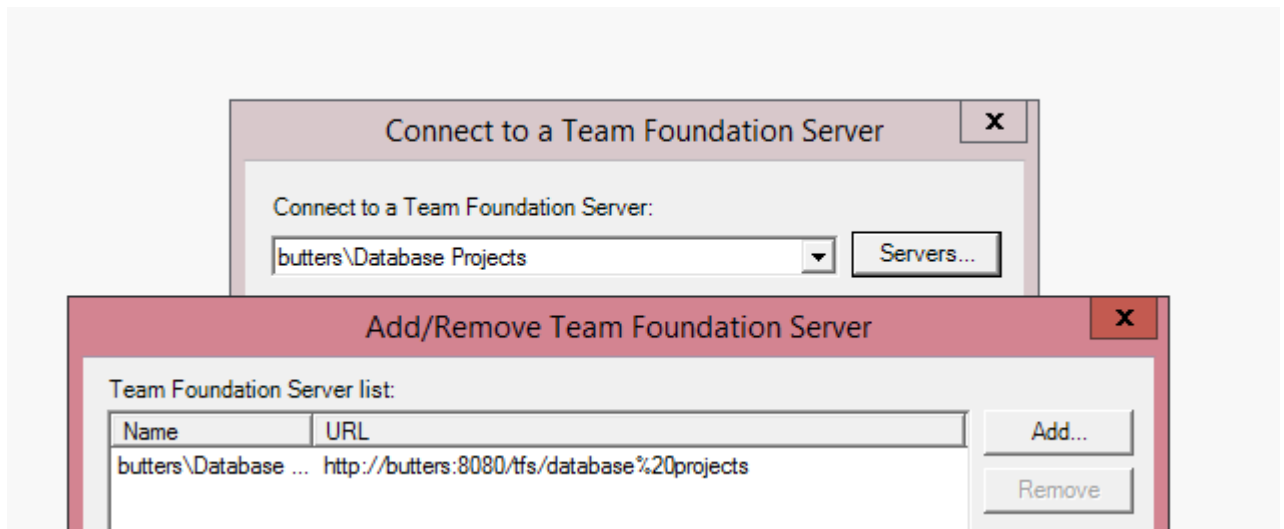 Connect to a Team Foundation Server x
Connect to a Team Foundation Server:
butters\Database Projects Servers...
Add/Remove Team Foundation Server x
Team Foundation Server list:
Name URL Add...
butters\Database ... http://butters:8080/tfs/database%20projects
Remove